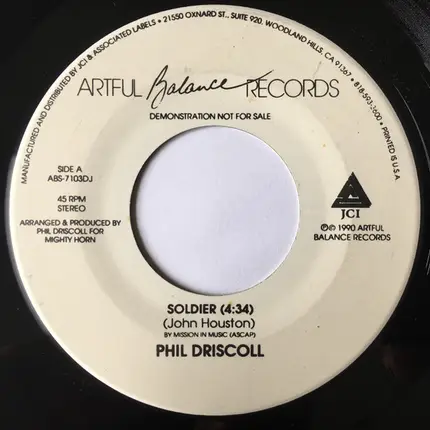 MANUFACTURED AND DISTRIBUTED BY JCI & ASSOCIATED LABELS • 21550 OXNARD ST., SUITE 920, WOODLAND HILLS, CA 91367 • 818-593-3600 • PRINTED IN U.S.A.
ARTFUL Balance RECORDS
DEMONSTRATION NOT FOR SALE
SIDE A
ABS-7103DJ
45 RPM
STEREO
ARRANGED & PRODUCED BY
PHIL DRISCOLL FOR
MIGHTY HORN
JCI
℗© 1990 ARTFUL
BALANCE RECORDS
SOLDIER (4:34)
(John Houston)
BY MISSION IN MUSIC (ASCAP)
PHIL DRISCOLL